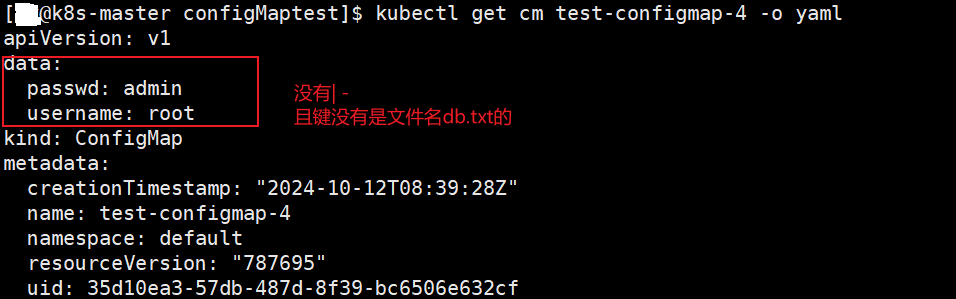 [@k8s-master configMaptest]$ kubectl get cm test-configmap-4 -o yaml
apiVersion: v1
data:
  passwd: admin
  username: root
没有| -
且键没有是文件名db.txt的
kind: ConfigMap
metadata:
  creationTimestamp: "2024-10-12T08:39:28Z"
  name: test-configmap-4
  namespace: default
  resourceVersion: "787695"
  uid: 35d10ea3-57db-487d-8f39-bc6506e632cf